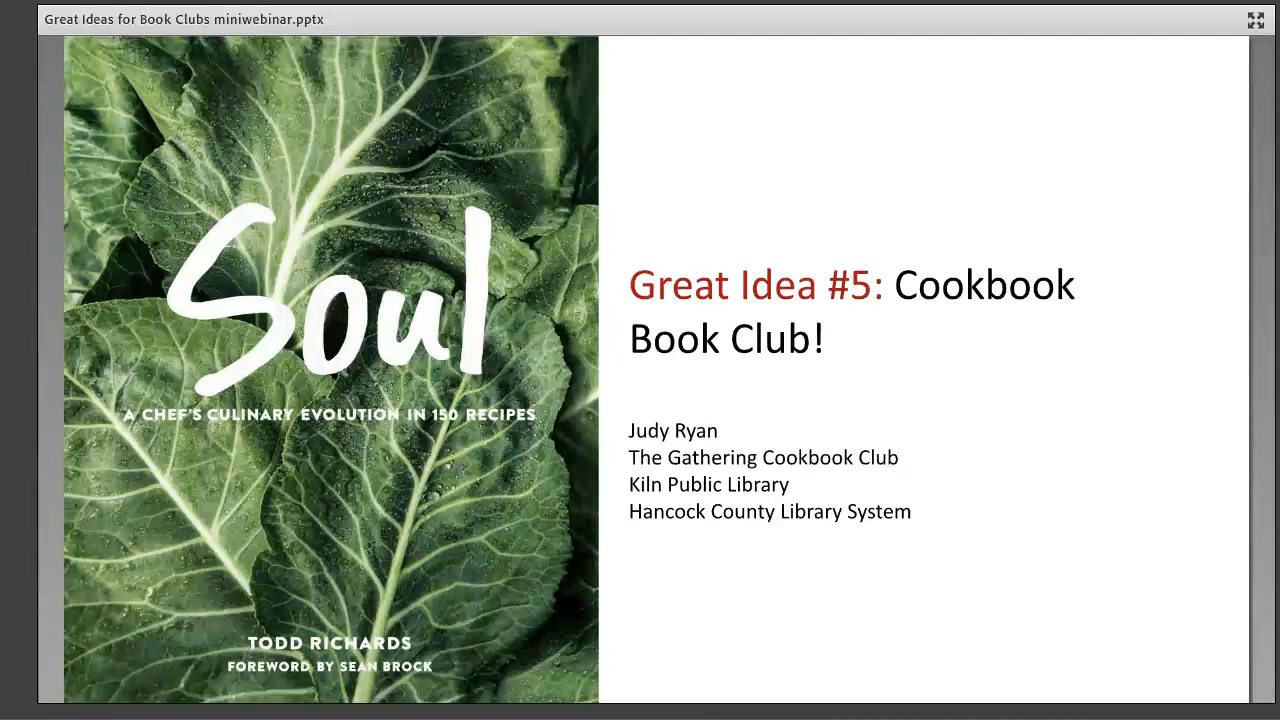 Great Ideas for Book Clubs miniwebinar.pptx
Soul
A CHEF'S CULINARY EVOLUTION IN 150 RECIPES
TODD RICHARDS
FOREWORD BY SEAN BROCK
Great Idea #5: Cookbook
Book Club!
Judy Ryan
The Gathering Cookbook Club
Kiln Public Library
Hancock County Library System